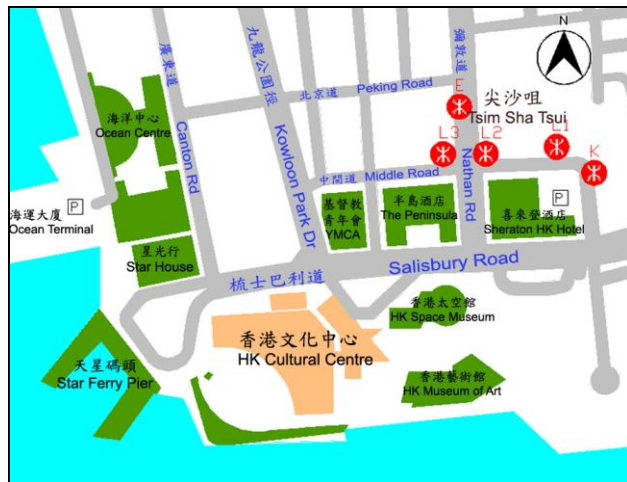 N
彌敦道
廣東道
九龍公園徑
北京道
Peking Road
E
尖沙咀
Tsim Sha Tsui
海洋中心
Ocean Centre
Canton Rd
Kowloon Park Dr
L3
L2
L1
K
Nathan Rd
中間道
Middle Road
P
海運大廈
Ocean Terminal
基督教
青年會
YMCA
半島酒店
The Peninsula
P
喜來登酒店
Sheraton HK Hotel
星光行
Star House
梳士巴利道
Salisbury Road
香港太空館
HK Space Museum
香港文化中心
HK Cultural Centre
天星碼頭
Star Ferry Pier
香港藝術館
HK Museum of Art